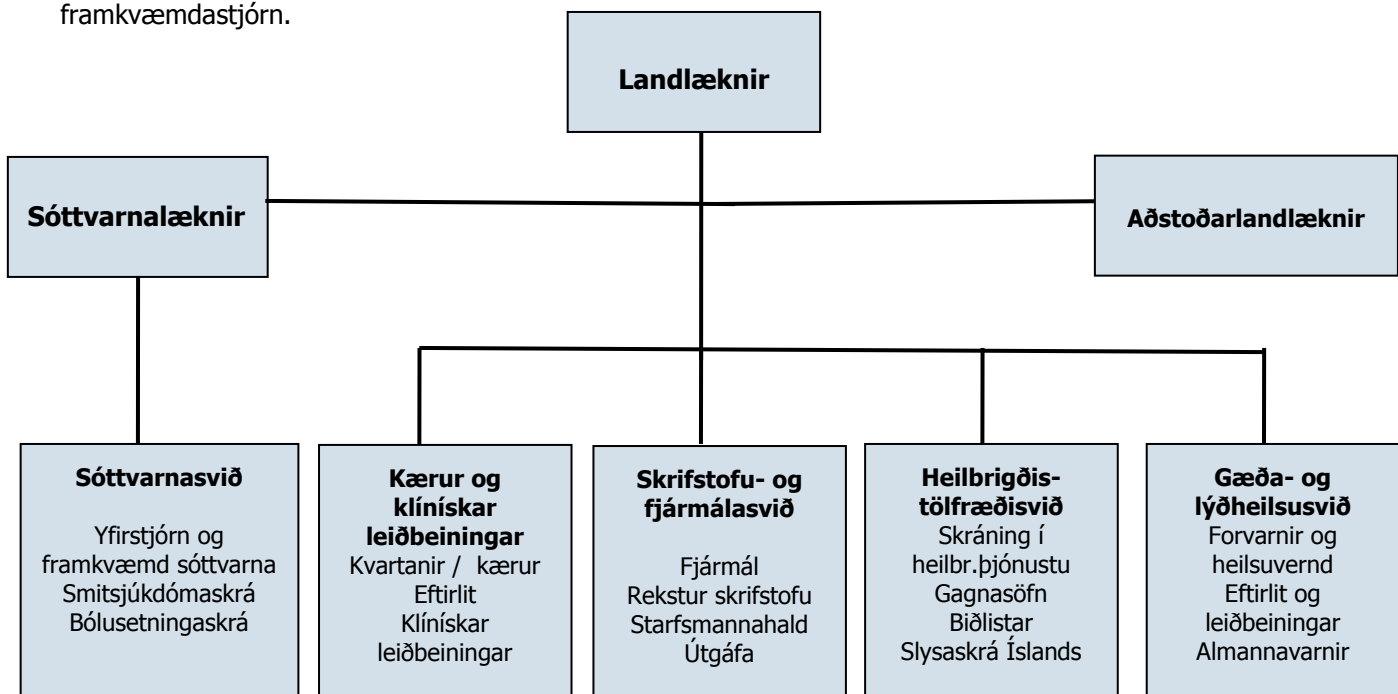 framkvæmdastjórn.
Landlæknir
Sóttvarnalæknir
Aðstoðarlandlæknir
Sóttvarnasvið
Yfirstjórn og
framkvæmd sóttvarna
Smitsjúkdómaskrá
Bólusetningaskrá
Kærur og
klínískar
leiðbeiningar
Kvartanir / kærur
Eftirlit
Klínískar
leiðbeiningar
Skrifstofu- og
fjármálasvið
Fjármál
Rekstur skrifstofu
Starfsmannahald
Útgáfa
Heilbrigðis-
tölfræðisvið
Skráning í
heilbr.þjónustu
Gagnasöfn
Biðlistar
Slysaskrá Íslands
Gæða- og
lýðheilsusvið
Forvarnir og
heilsuvernd
Eftirlit og
leiðbeiningar
Almannavarnir